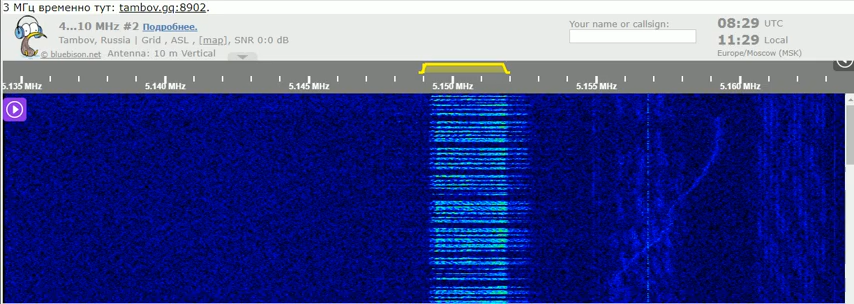 3 МГц временно тут: tambov.gq:8902.
4...10 MHz #2 Подробнее.
Tambov, Russia | Grid , ASL , [map], SNR 0:0 dB
© bluebison.net Antenna: 10 m Vertical
Your name or callsign:
08:29 UTC
11:29 Local
Europe/Moscow (MSK)
5.135 MHz 5.140 MHz 5.145 MHz 5.150 MHz 5.155 MHz 5.160 MHz